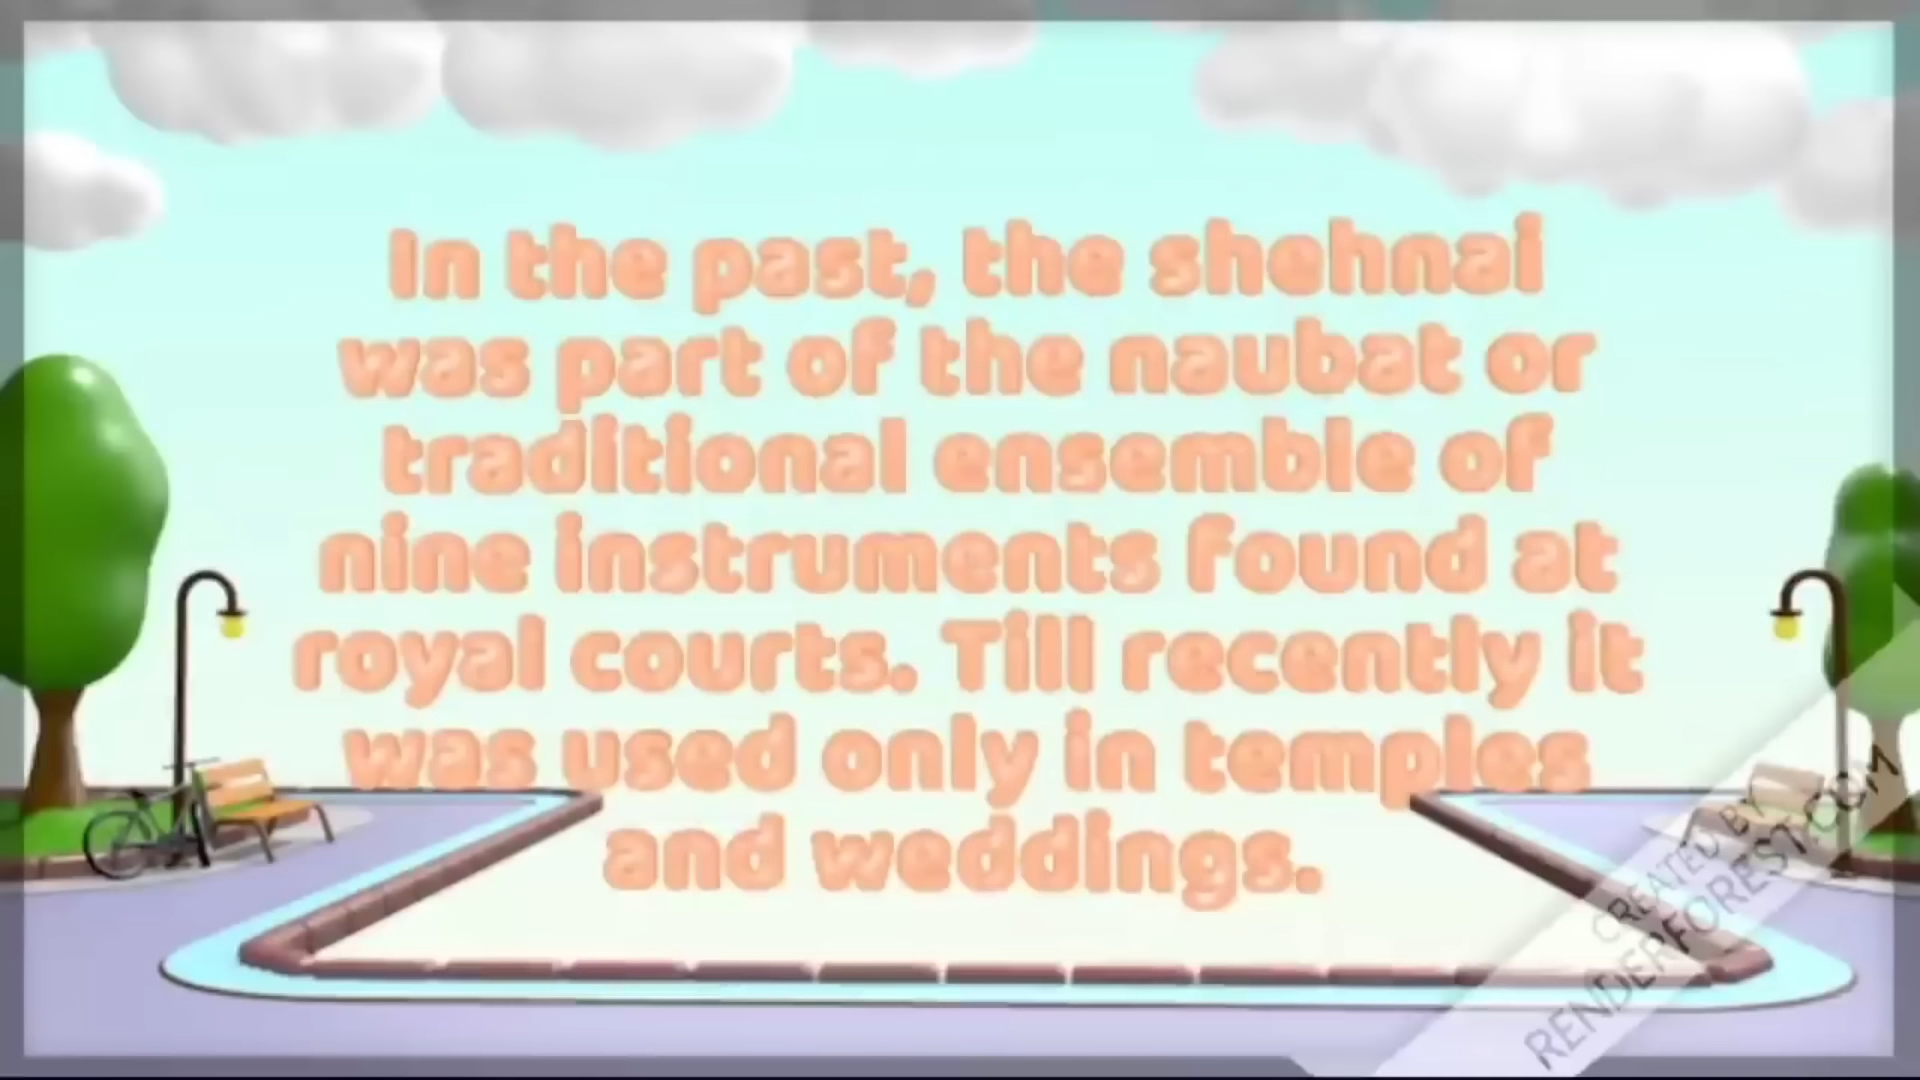 In the past, the shehnai
was part of the naubat or
traditional ensemble of
nine instruments found at
royal courts. Till recently it
was used only in temples
and weddings.
CREATED BY
RENDERFOREST.COM